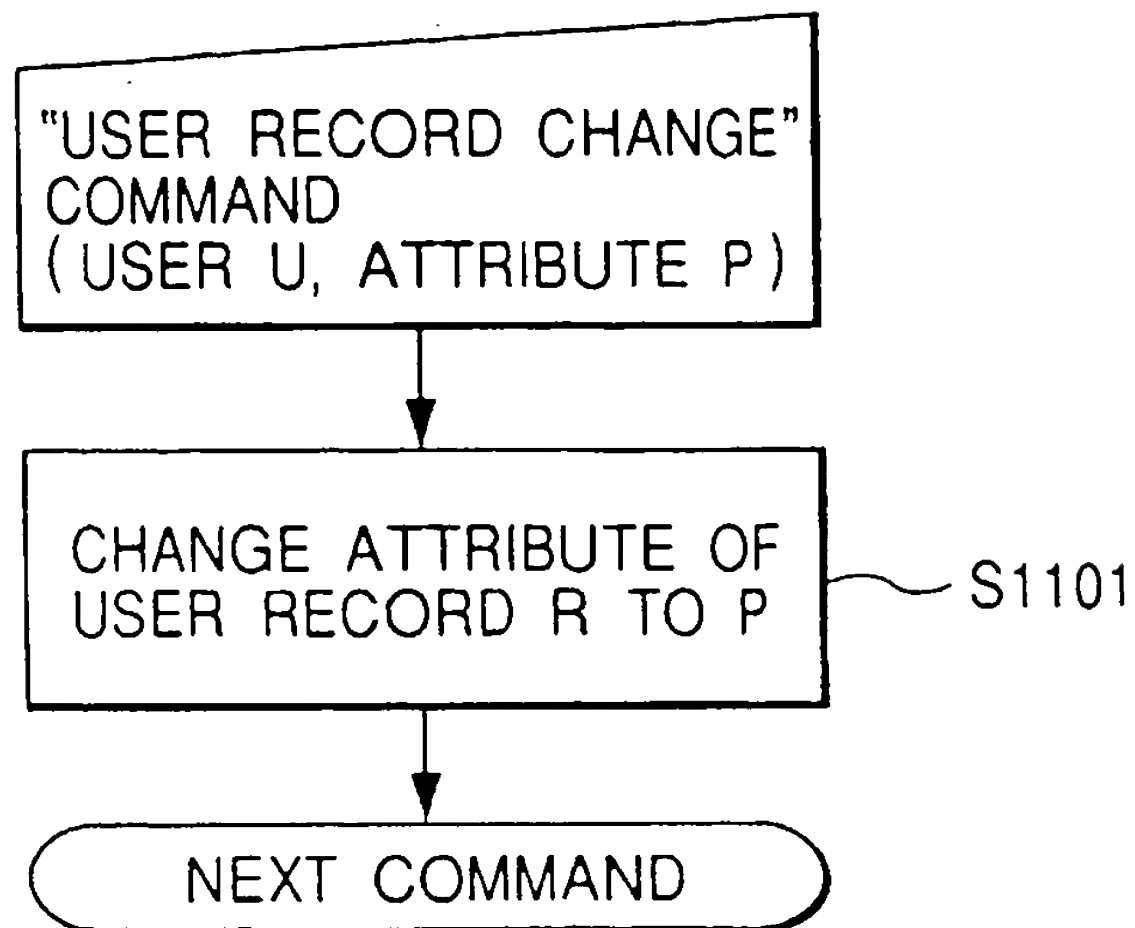 "USER RECORD CHANGE"
COMMAND
(USER U, ATTRIBUTE P)
CHANGE ATTRIBUTE OF
USER RECORD R TO P
S1101
NEXT COMMAND